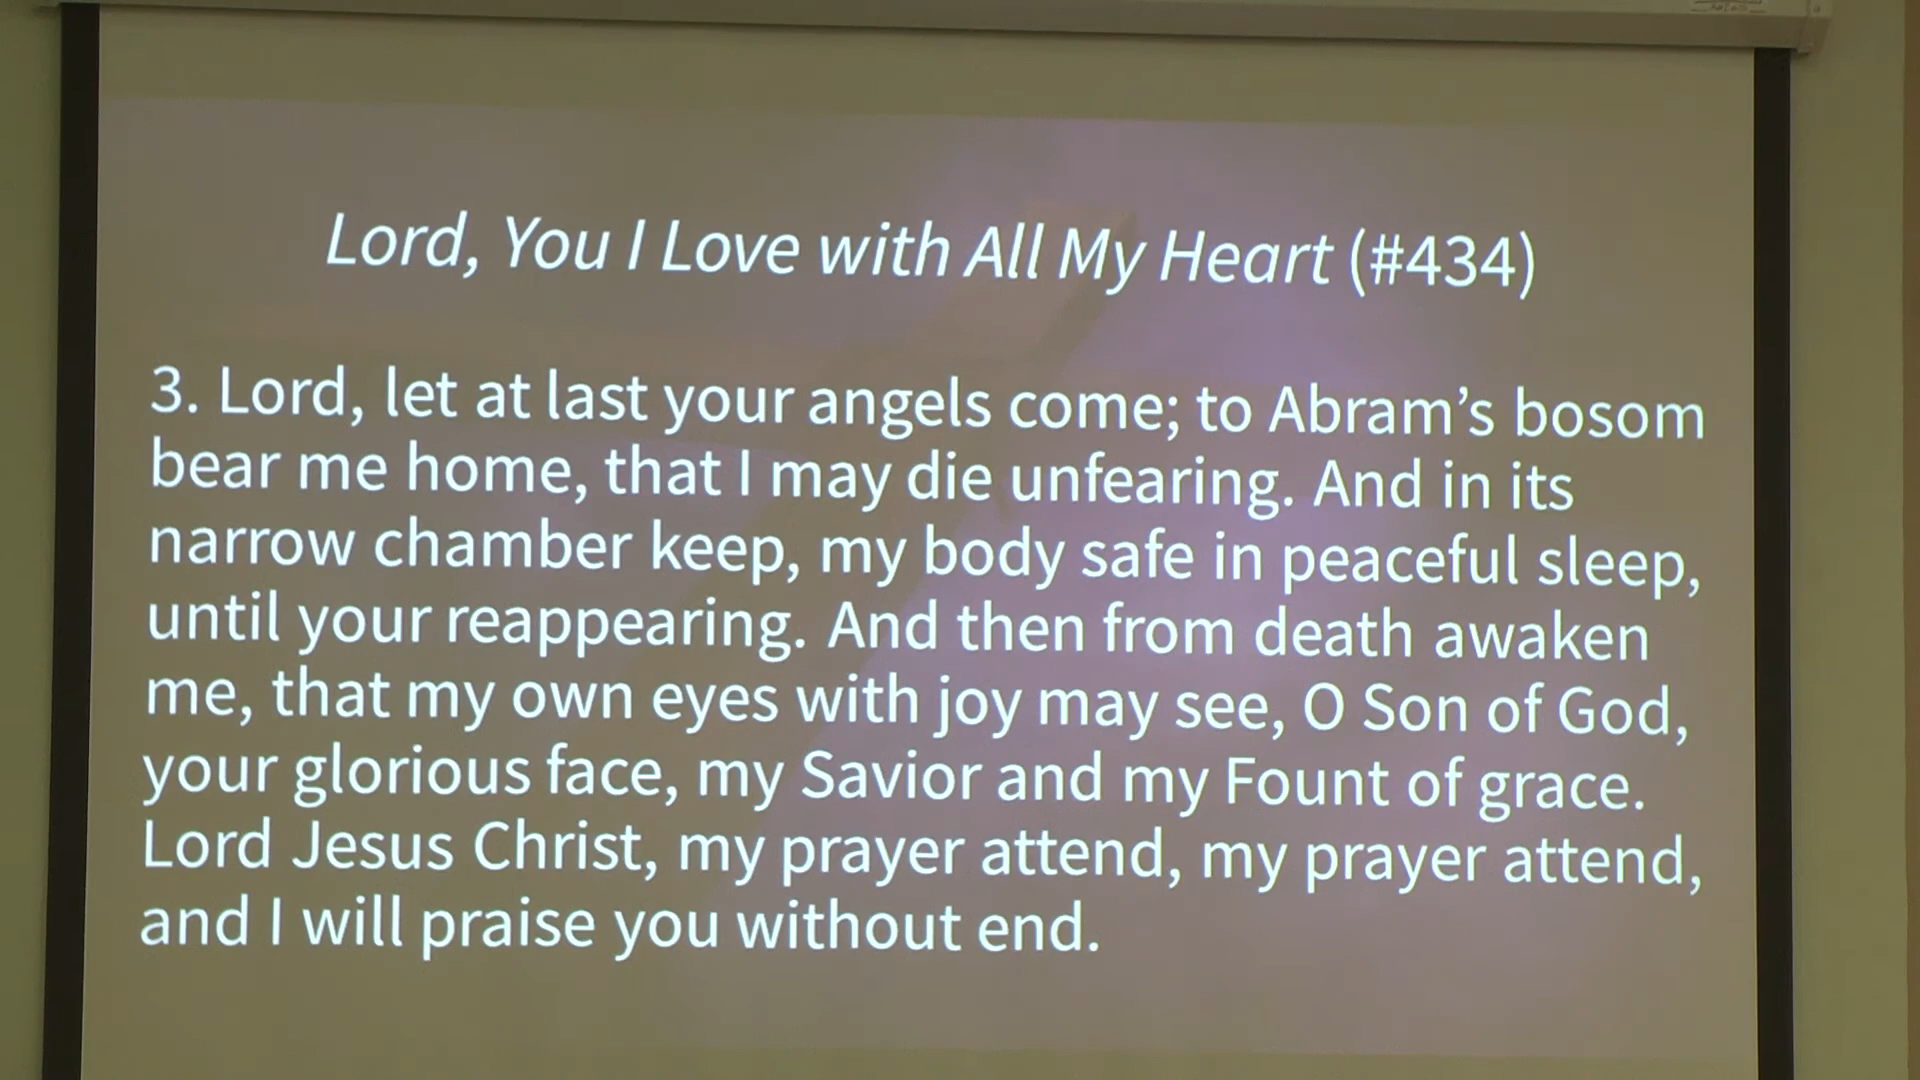 Lord, You I Love with All My Heart (#434)
3. Lord, let at last your angels come; to Abram’s bosom
bear me home, that I may die unfearing. And in its
narrow chamber keep, my body safe in peaceful sleep,
until your reappearing. And then from death awaken
me, that my own eyes with joy may see, O Son of God,
your glorious face, my Savior and my Fount of grace.
Lord Jesus Christ, my prayer attend, my prayer attend,
and I will praise you without end.